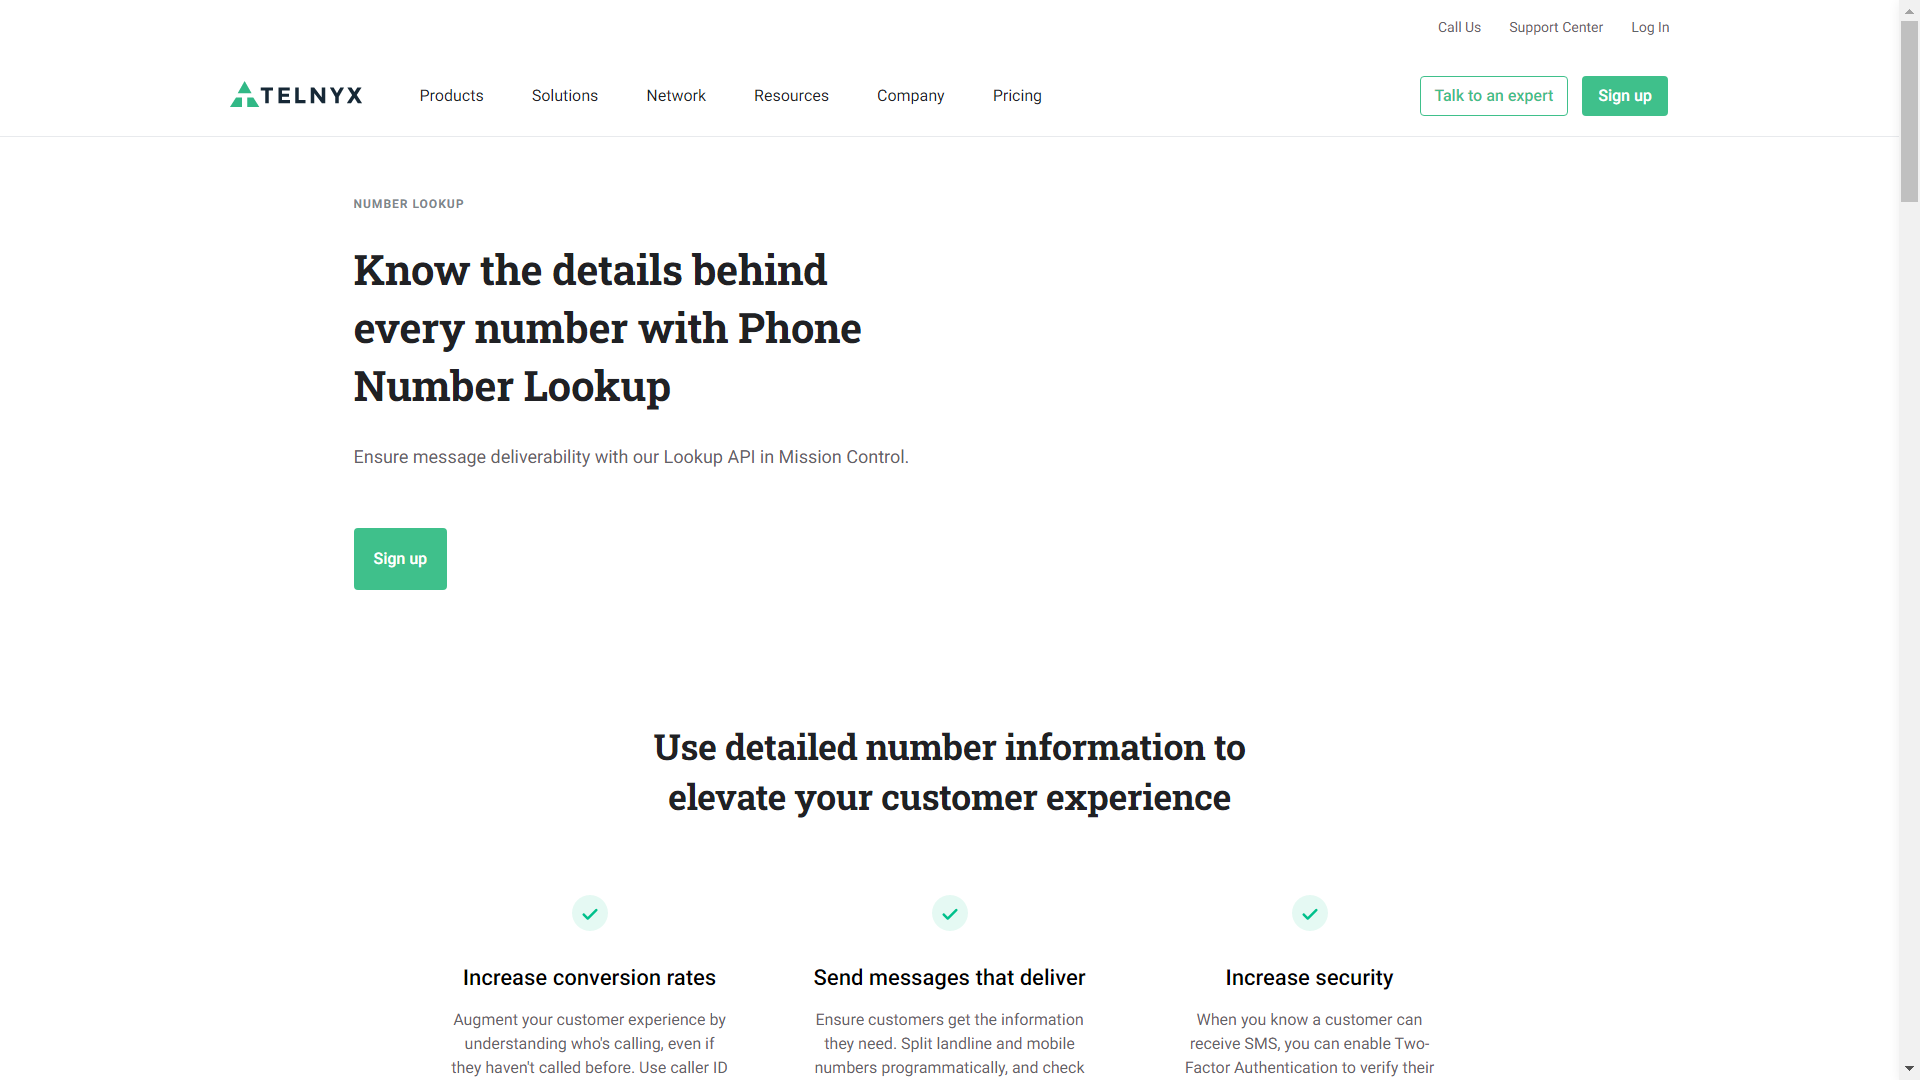 Call Us Support Center Log In
TELNYX Products Solutions Network Resources Company Pricing Talk to an expert Sign up
NUMBER LOOKUP
Know the details behind
every number with Phone
Number Lookup
Ensure message deliverability with our Lookup API in Mission Control.
Sign up
Use detailed number information to
elevate your customer experience
Increase conversion rates
Augment your customer experience by
understanding who's calling, even if
they haven't called before. Use caller ID
Send messages that deliver
Ensure customers get the information
they need. Split landline and mobile
numbers programmatically, and check
Increase security
When you know a customer can
receive SMS, you can enable Two-
Factor Authentication to verify their